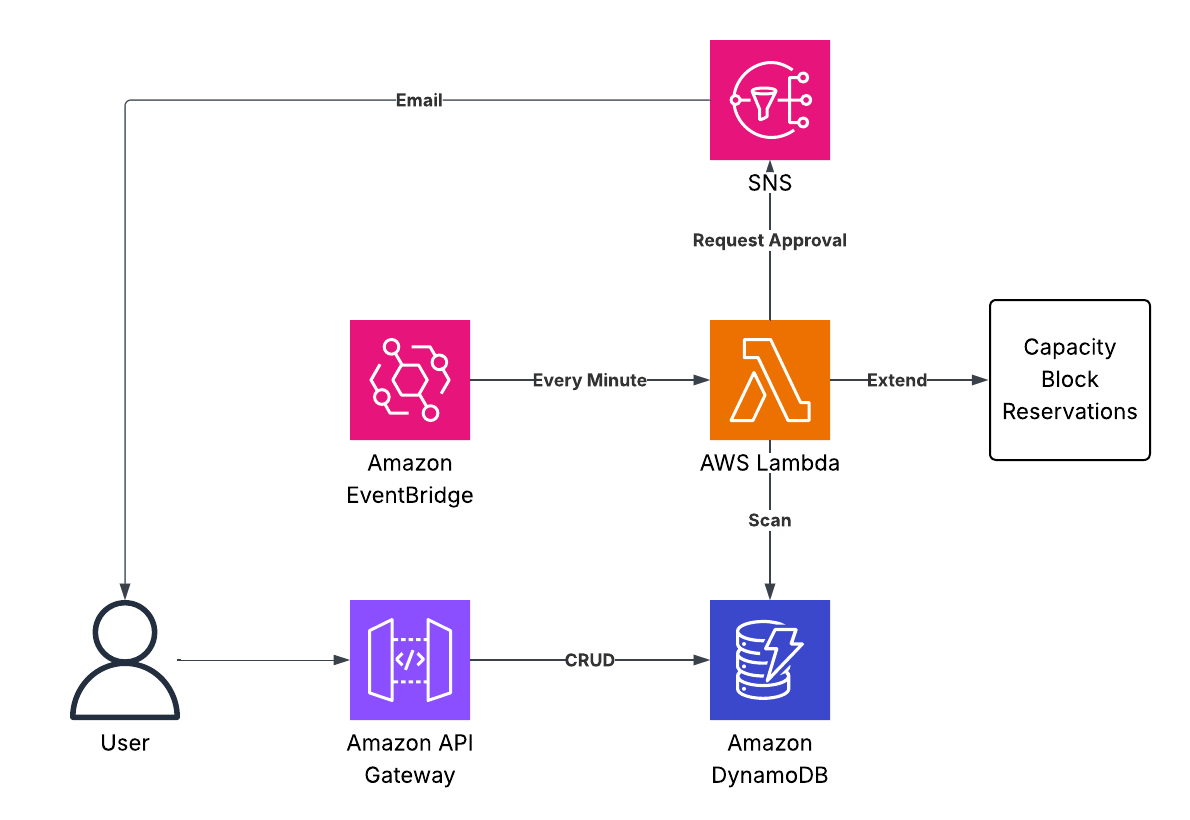 Email
SNS
Request Approval
Every Minute
Extend
Capacity
Block
Reservations
Amazon
EventBridge
AWS Lambda
Scan
</>
CRUD
User
Amazon API
Gateway
Amazon
DynamoDB